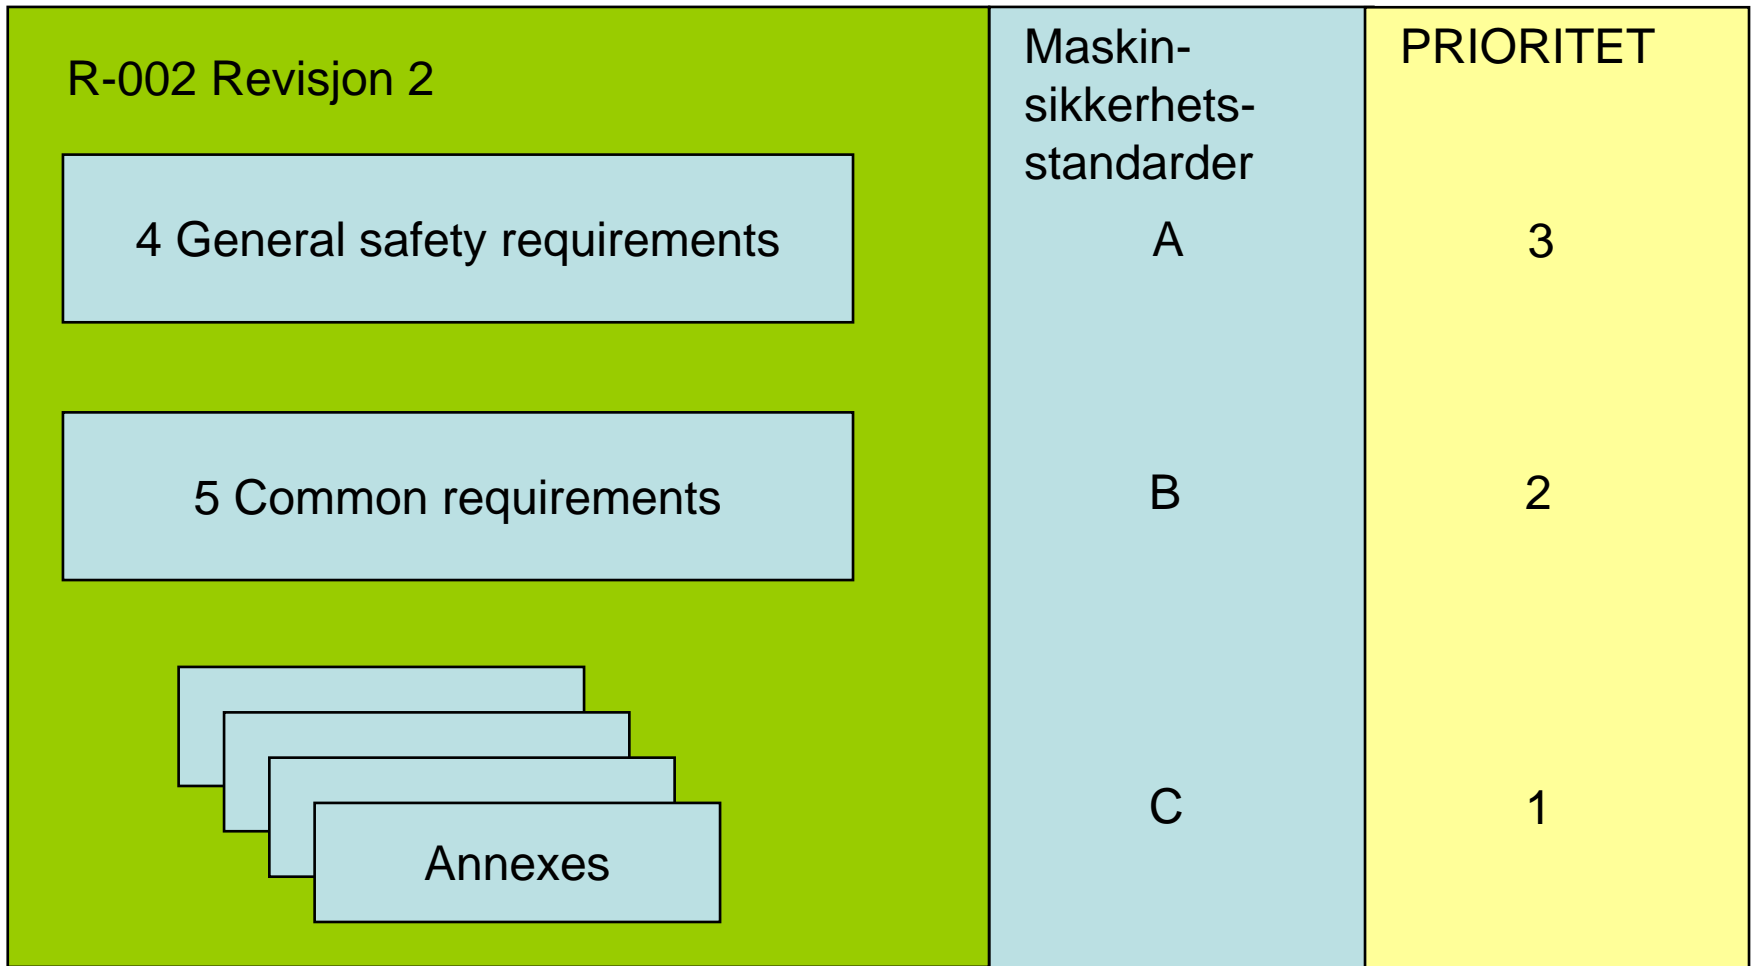 R-002 Revisjon 2
Maskin-
sikkerhets-
standarder
PRIORITET
4 General safety requirements
A
3
5 Common requirements
B
2
Annexes
C
1